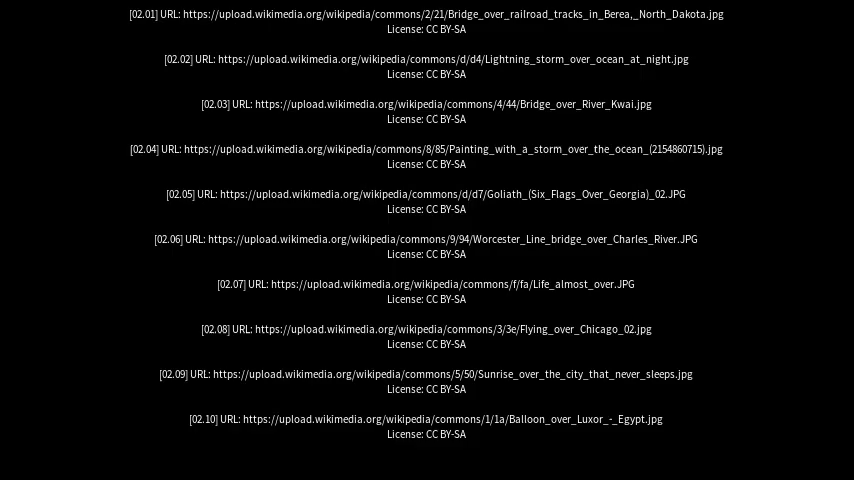 [02.01] URL: https://upload.wikimedia.org/wikipedia/commons/2/21/Bridge_over_railroad_tracks_in_Berea,_North_Dakota.jpg
License: CC BY-SA
[02.02] URL: https://upload.wikimedia.org/wikipedia/commons/d/d4/Lightning_storm_over_ocean_at_night.jpg
License: CC BY-SA
[02.03] URL: https://upload.wikimedia.org/wikipedia/commons/4/44/Bridge_over_River_Kwai.jpg
License: CC BY-SA
[02.04] URL: https://upload.wikimedia.org/wikipedia/commons/8/85/Painting_with_a_storm_over_the_ocean_(2154860715).jpg
License: CC BY-SA
[02.05] URL: https://upload.wikimedia.org/wikipedia/commons/d/d7/Goliath_(Six_Flags_Over_Georgia)_02.JPG
License: CC BY-SA
[02.06] URL: https://upload.wikimedia.org/wikipedia/commons/9/94/Worcester_Line_bridge_over_Charles_River.JPG
License: CC BY-SA
[02.07] URL: https://upload.wikimedia.org/wikipedia/commons/f/fa/Life_almost_over.JPG
License: CC BY-SA
[02.08] URL: https://upload.wikimedia.org/wikipedia/commons/3/3e/Flying_over_Chicago_02.jpg
License: CC BY-SA
[02.09] URL: https://upload.wikimedia.org/wikipedia/commons/5/50/Sunrise_over_the_city_that_never_sleeps.jpg
License: CC BY-SA
[02.10] URL: https://upload.wikimedia.org/wikipedia/commons/1/1a/Balloon_over_Luxor_-_Egypt.jpg
License: CC BY-SA